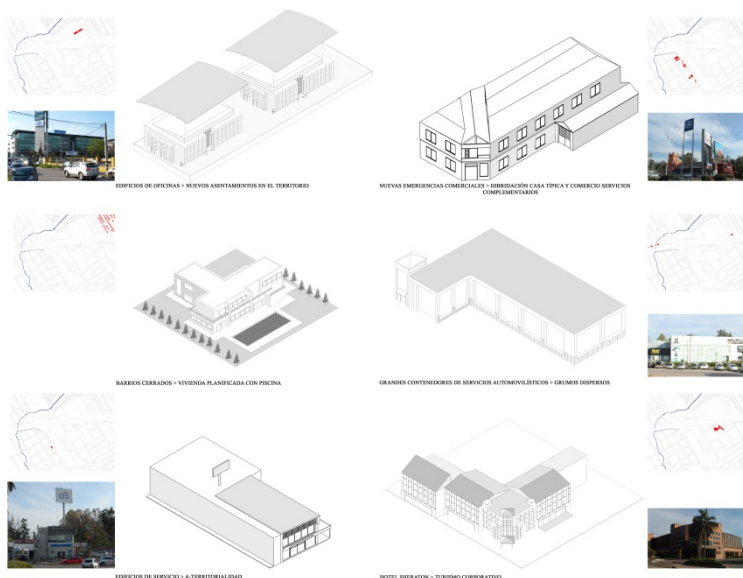 EDIFICIOS DE OFICINAS > NUEVOS ASENTAMIENTOS EN EL TERRITORIO
NUEVAS EMERGENCIAS COMERCIALES > HIBRIDACIÓN CASA TÍPICA Y COMERCIO SERVICIOS
COMPLEMENTARIOS
BARRIOS CERRADOS > VIVIENDA PLANIFICADA CON PISCINA
GRANDES CONTENEDORES DE SERVICIOS AUTOMOVILÍSTICOS > GRUMOS DISPERSOS
EDIFICIOS DE SERVICIO > A-TERRITORIALIDAD
HOTEL SHERATON > TURISMO CORPORATIVO